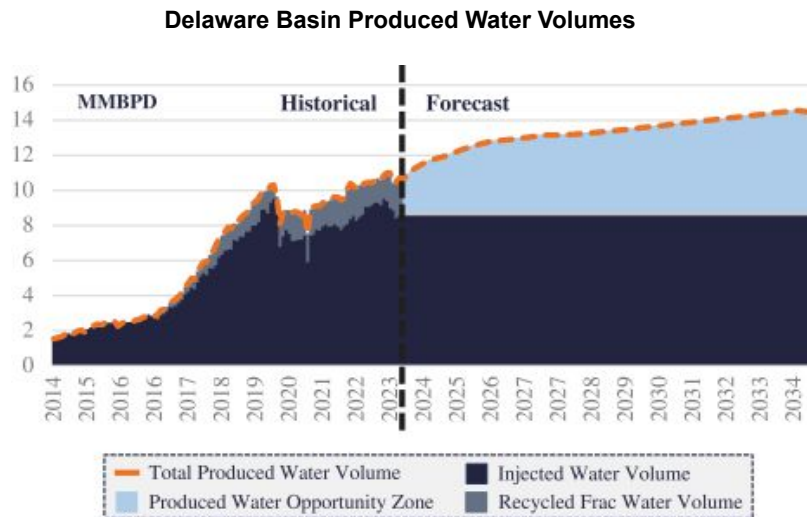 Delaware Basin Produced Water Volumes
16
MMBPD Historical Forecast
14
12
10
8
6
4
2
0
2014 2015 2016 2016 2017 2018 2019 2020 2021 2022 2023 2024 2025 2026 2027 2027 2028 2029 2030 2031 2032 2033 2034
Total Produced Water Volume Injected Water Volume
Produced Water Opportunity Zone Recycled Frac Water Volume